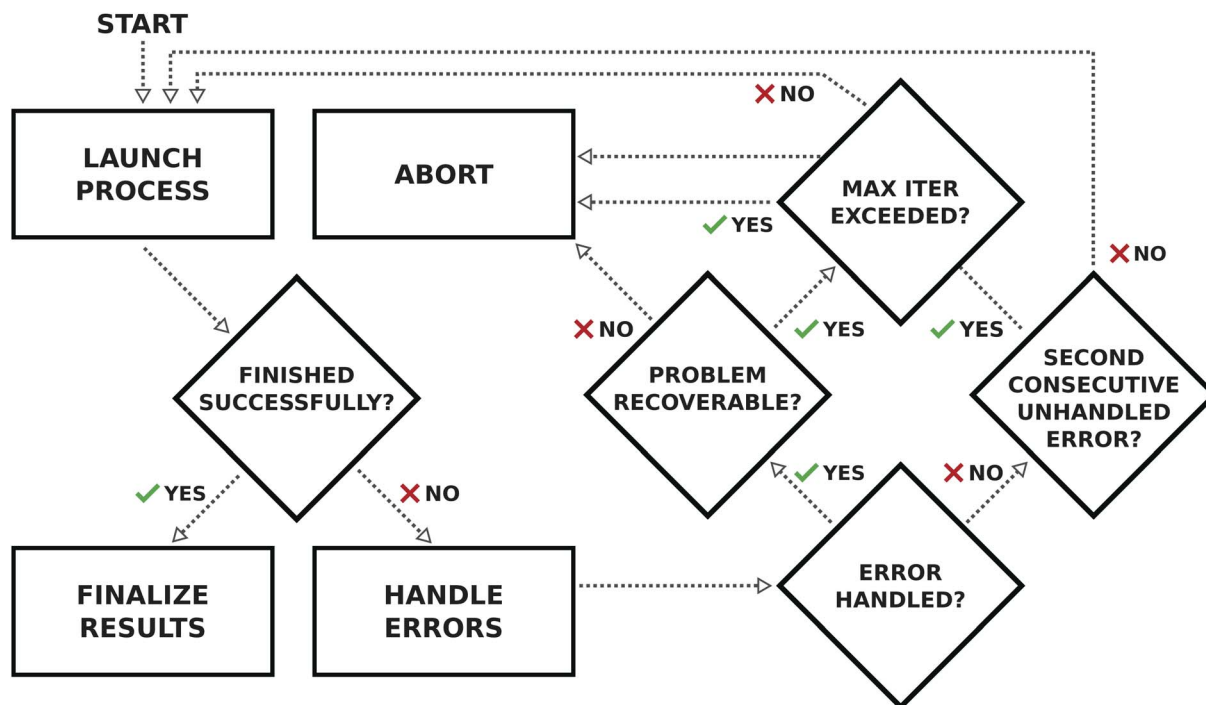 START
NO
LAUNCH
PROCESS
ABORT
MAX ITER
EXCEEDED?
YES
NO
NO
YES
YES
FINISHED
SUCCESSFULLY?
PROBLEM
RECOVERABLE?
SECOND
CONSECUTIVE
UNHANDLED
ERROR?
YES
NO
YES
NO
FINALIZE
RESULTS
HANDLE
ERRORS
ERROR
HANDLED?